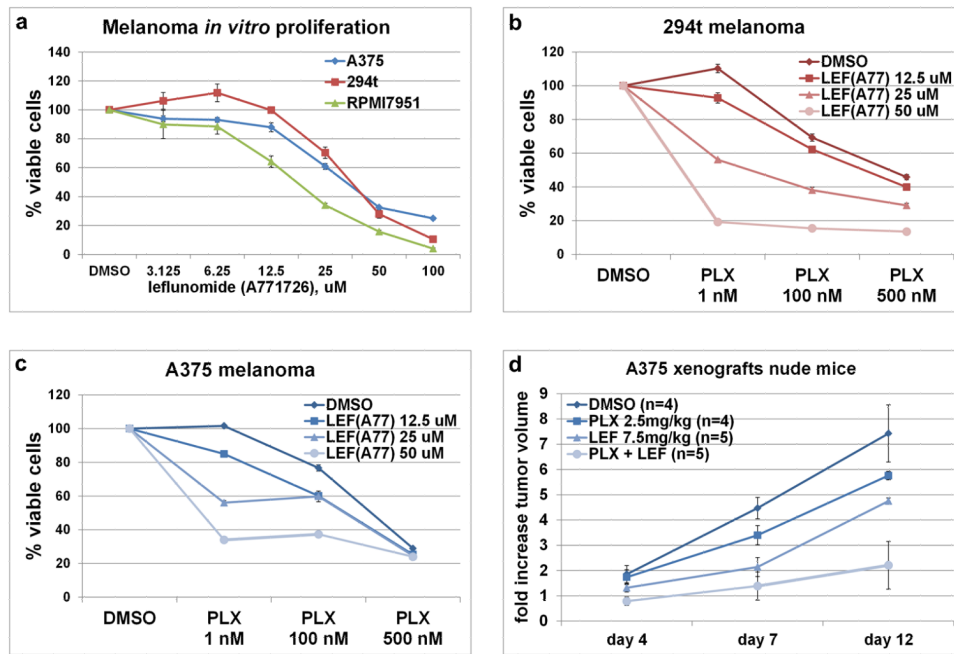 a
Melanoma in vitro proliferation
A375
294t
RPMI7951
140
120
100
80
60
40
20
0
% viable cells
DMSO 3.125 6.25 12.5 25 50 100
leflunomide (A771726), uM
b
294t melanoma
DMSO
LEF(A77) 12.5 uM
LEF(A77) 25 uM
LEF(A77) 50 uM
120
100
80
60
40
20
0
% viable cells
DMSO PLX PLX PLX
1 nM 100 nM 500 nM
c
A375 melanoma
DMSO
LEF(A77) 12.5 uM
LEF(A77) 25 uM
LEF(A77) 50 uM
120
100
80
60
40
20
0
% viable cells
DMSO PLX PLX PLX
1 nM 100 nM 500 nM
d
A375 xenografts nude mice
DMSO (n=4)
PLX 2.5mg/kg (n=4)
LEF 7.5mg/kg (n=5)
PLX + LEF (n=5)
9
8
7
6
5
4
3
2
1
0
fold increase tumor volume
day 4 day 7 day 12